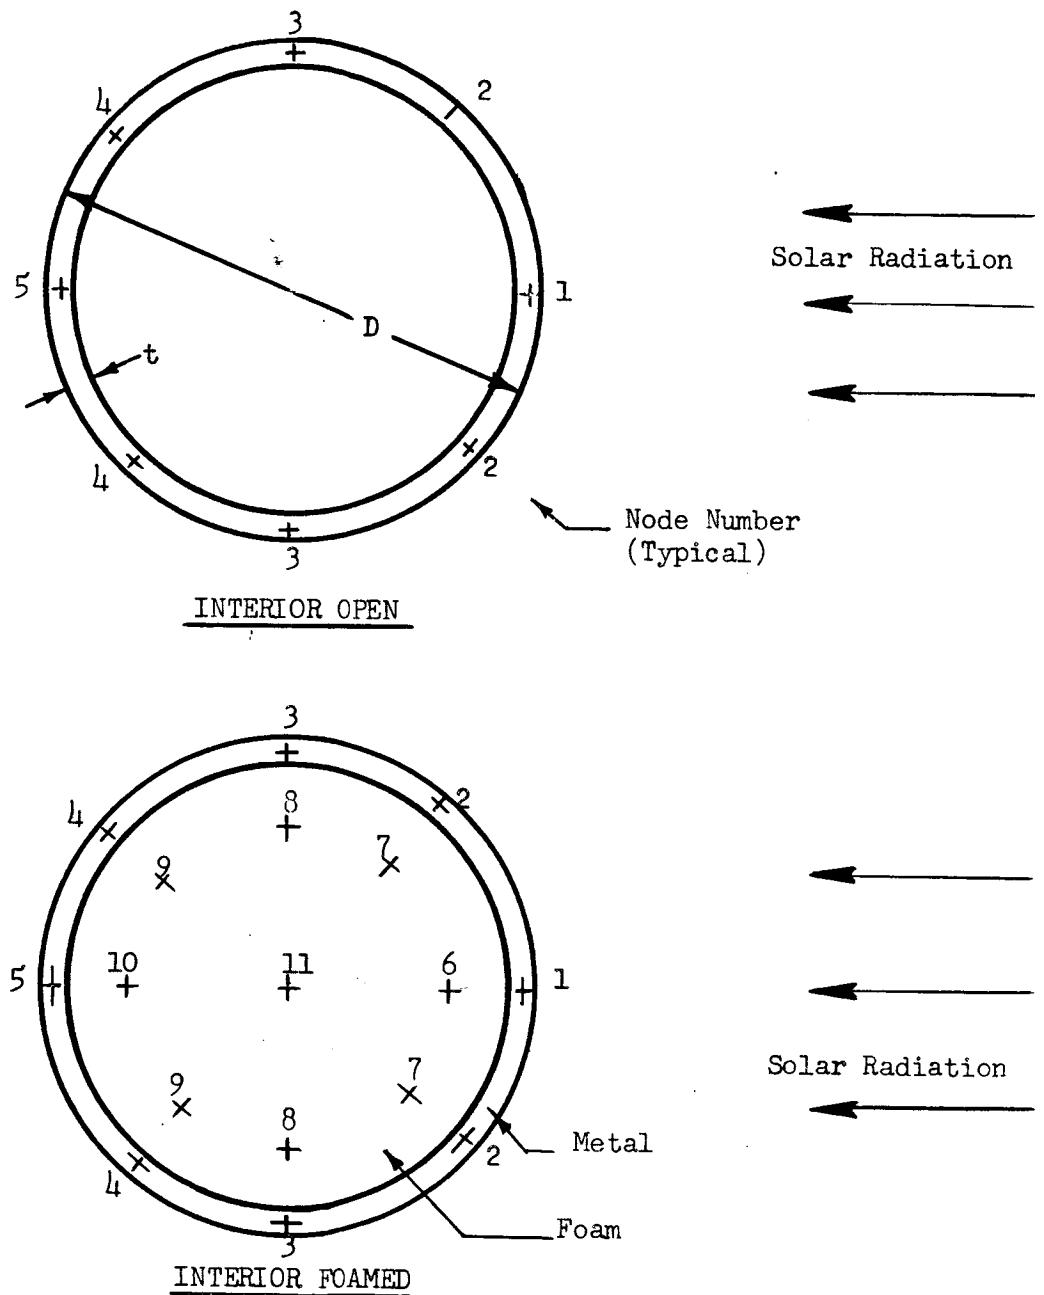 3
2
4
Solar Radiation
5
1
D
t
4
2
3
Node Number
(Typical)
INTERIOR OPEN
3
2
4
8
7
9
5
10
11
6
1
Solar Radiation
9
7
8
Metal
2
4
Foam
3
INTERIOR FOAMED